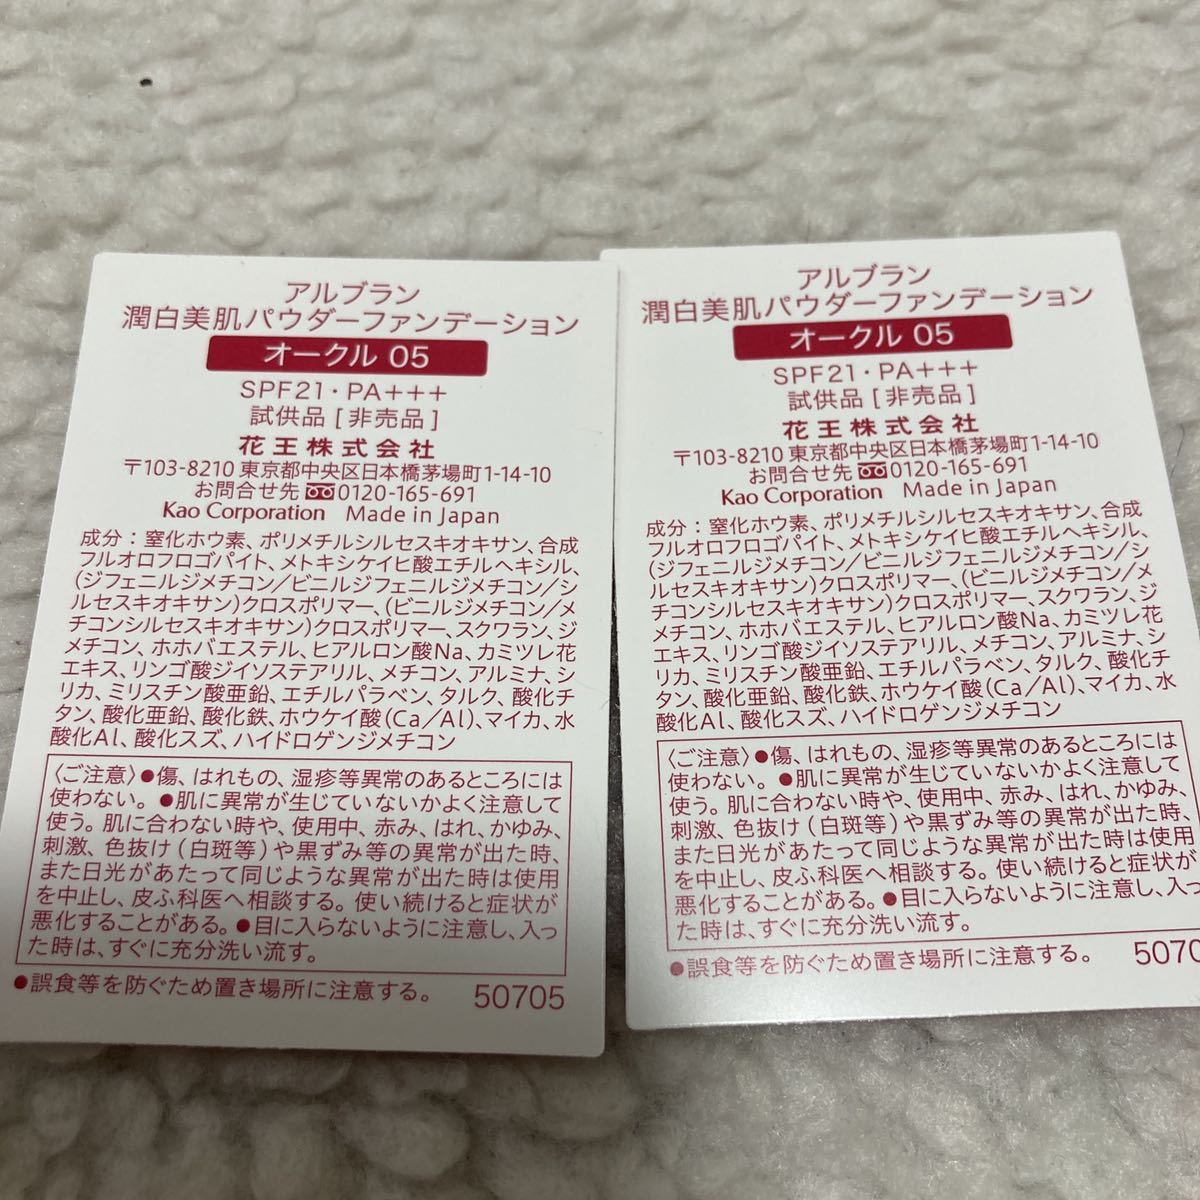 アルブラン
潤白美肌パウダーファンデーション
オークル 05
SPF21・PA+++
試供品［非売品］
花王株式会社
〒103-8210 東京都中央区日本橋茅場町1-14-10
お問合せ先 0120-165-691
Kao Corporation Made in Japan
成分：窒化ホウ素、ポリメチルシルセスキオキサン、合成
フルオロフロゴパイト、メトキシケイヒ酸エチルヘキシル、
(ジフェニルジメチコン／ビニルジフェニルジメチコン／シ
ルセスキオキサン)クロスポリマー、(ビニルジメチコン／メ
チコンシルセスキオキサン)クロスポリマー、スクワラン、ジ
メチコン、ホホバエステル、ヒアルロン酸Na、カミツレ花
エキス、リンゴ酸ジイソステアリル、メチコン、アルミナ、シ
リカ、ミリスチン酸亜鉛、エチルパラベン、タルク、酸化チ
タン、酸化亜鉛、酸化鉄、ホウケイ酸(Ca／Al)、マイカ、水
酸化Al、酸化スズ、ハイドロゲンジメチコン
〈ご注意〉●傷、はれもの、湿疹等異常のあるところには
使わない。●肌に異常が生じていないかよく注意して
使う。肌に合わない時や、使用中、赤み、はれ、かゆみ、
刺激、色抜け(白斑等)や黒ずみ等の異常が出た時、
また日光があたって同じような異常が出た時は使用
を中止し、皮ふ科医へ相談する。使い続けると症状が
悪化することがある。●目に入らないように注意し、入っ
た時は、すぐに充分洗い流す。
●誤食等を防ぐため置き場所に注意する。 50705
アルブラン
潤白美肌パウダーファンデーション
オークル 05
SPF21・PA+++
試供品［非売品］
花王株式会社
〒103-8210 東京都中央区日本橋茅場町1-14-10
お問合せ先 0120-165-691
Kao Corporation Made in Japan
成分：窒化ホウ素、ポリメチルシルセスキオキサン、合成
フルオロフロゴパイト、メトキシケイヒ酸エチルヘキシル、
(ジフェニルジメチコン／ビニルジフェニルジメチコン／シ
ルセスキオキサン)クロスポリマー、(ビニルジメチコン／メ
チコンシルセスキオキサン)クロスポリマー、スクワラン、ジ
メチコン、ホホバエステル、ヒアルロン酸Na、カミツレ花
エキス、リンゴ酸ジイソステアリル、メチコン、アルミナ、シ
リカ、ミリスチン酸亜鉛、エチルパラベン、タルク、酸化チ
タン、酸化亜鉛、酸化鉄、ホウケイ酸(Ca／Al)、マイカ、水
酸化Al、酸化スズ、ハイドロゲンジメチコン
〈ご注意〉●傷、はれもの、湿疹等異常のあるところには
使わない。●肌に異常が生じていないかよく注意して
使う。肌に合わない時や、使用中、赤み、はれ、かゆみ、
刺激、色抜け(白斑等)や黒ずみ等の異常が出た時、
また日光があたって同じような異常が出た時は使用
を中止し、皮ふ科医へ相談する。使い続けると症状が
悪化することがある。●目に入らないように注意し、入っ
た時は、すぐに充分洗い流す。
●誤食等を防ぐため置き場所に注意する。 5070